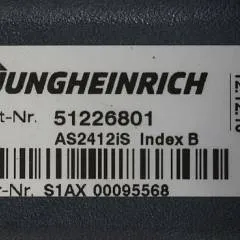 JUNGHEINRICH
t-Nr. 51226801
AS2412iS Index B
r-Nr. S1AX 00095568